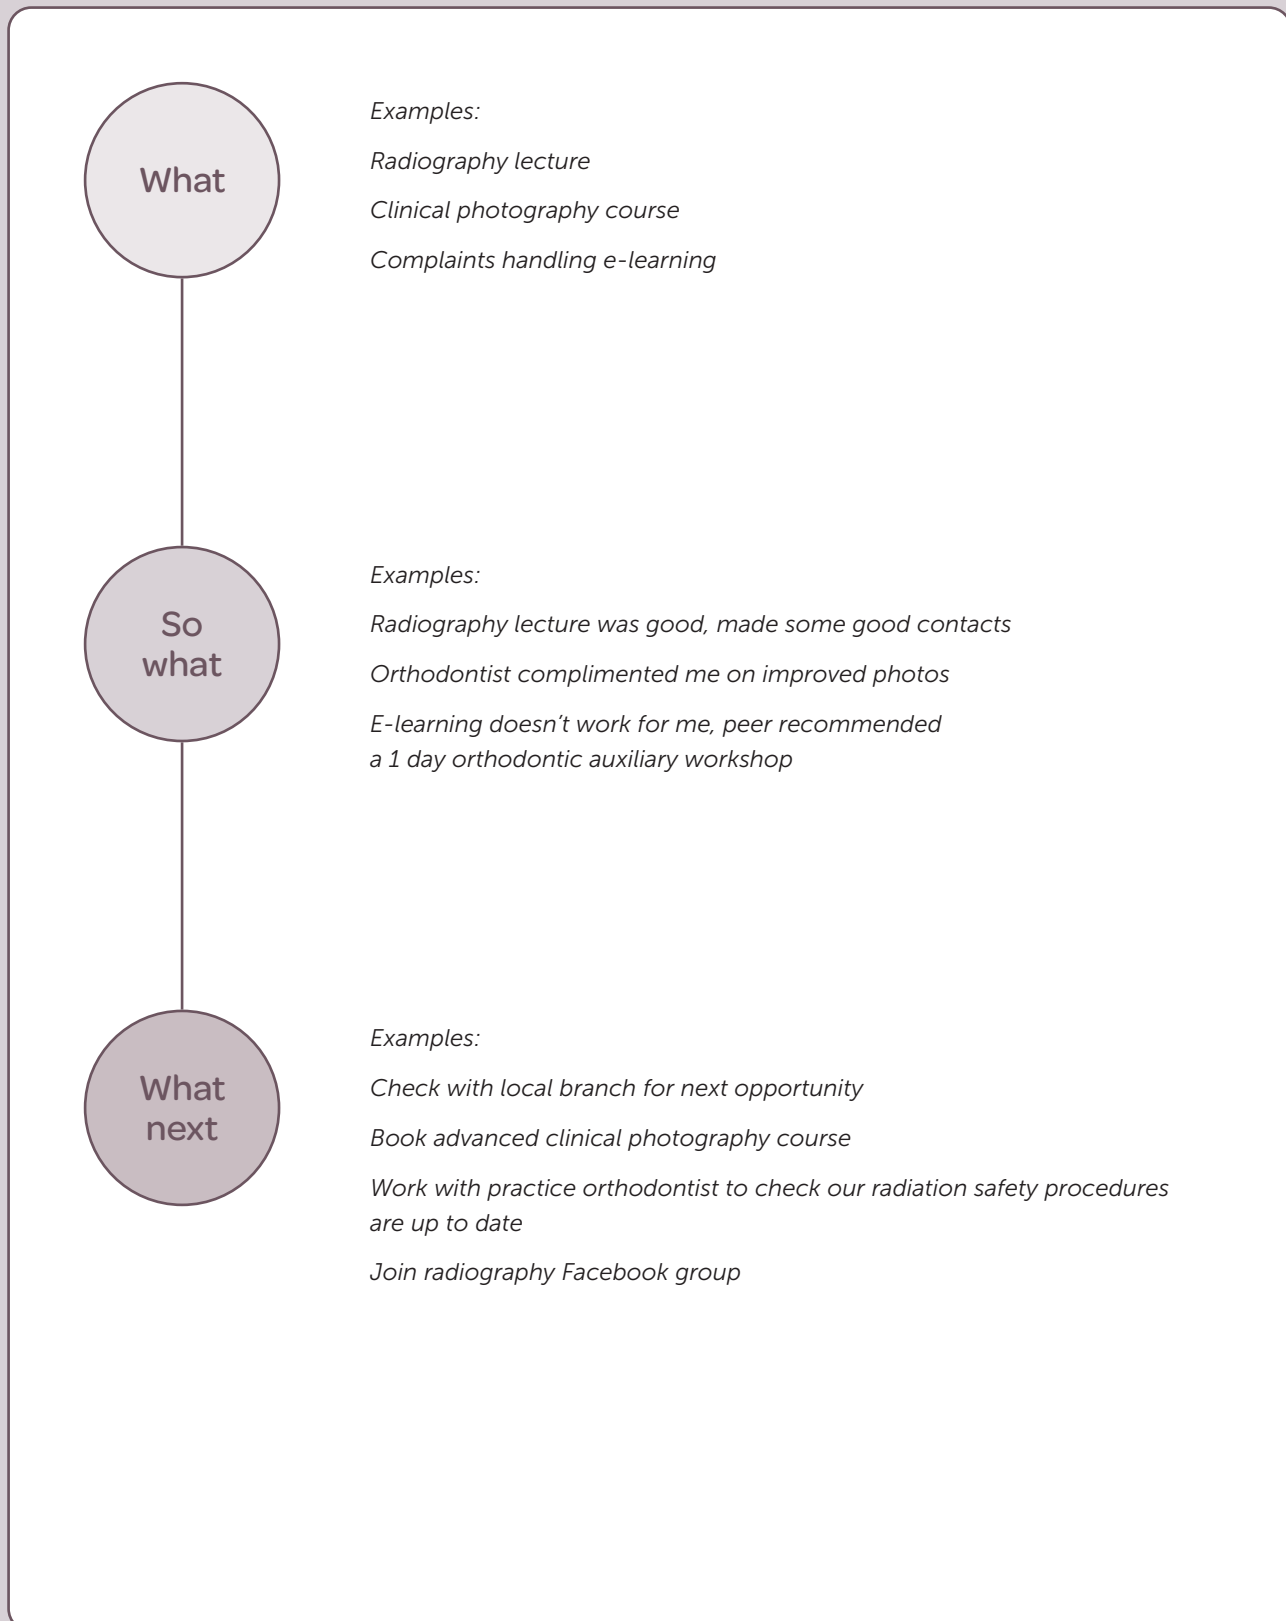 What
Examples:
Radiography lecture
Clinical photography course
Complaints handling e-learning
So
what
Examples:
Radiography lecture was good, made some good contacts
Orthodontist complimented me on improved photos
E-learning doesn’t work for me, peer recommended
a 1 day orthodontic auxiliary workshop
What
next
Examples:
Check with local branch for next opportunity
Book advanced clinical photography course
Work with practice orthodontist to check our radiation safety procedures
are up to date
Join radiography Facebook group